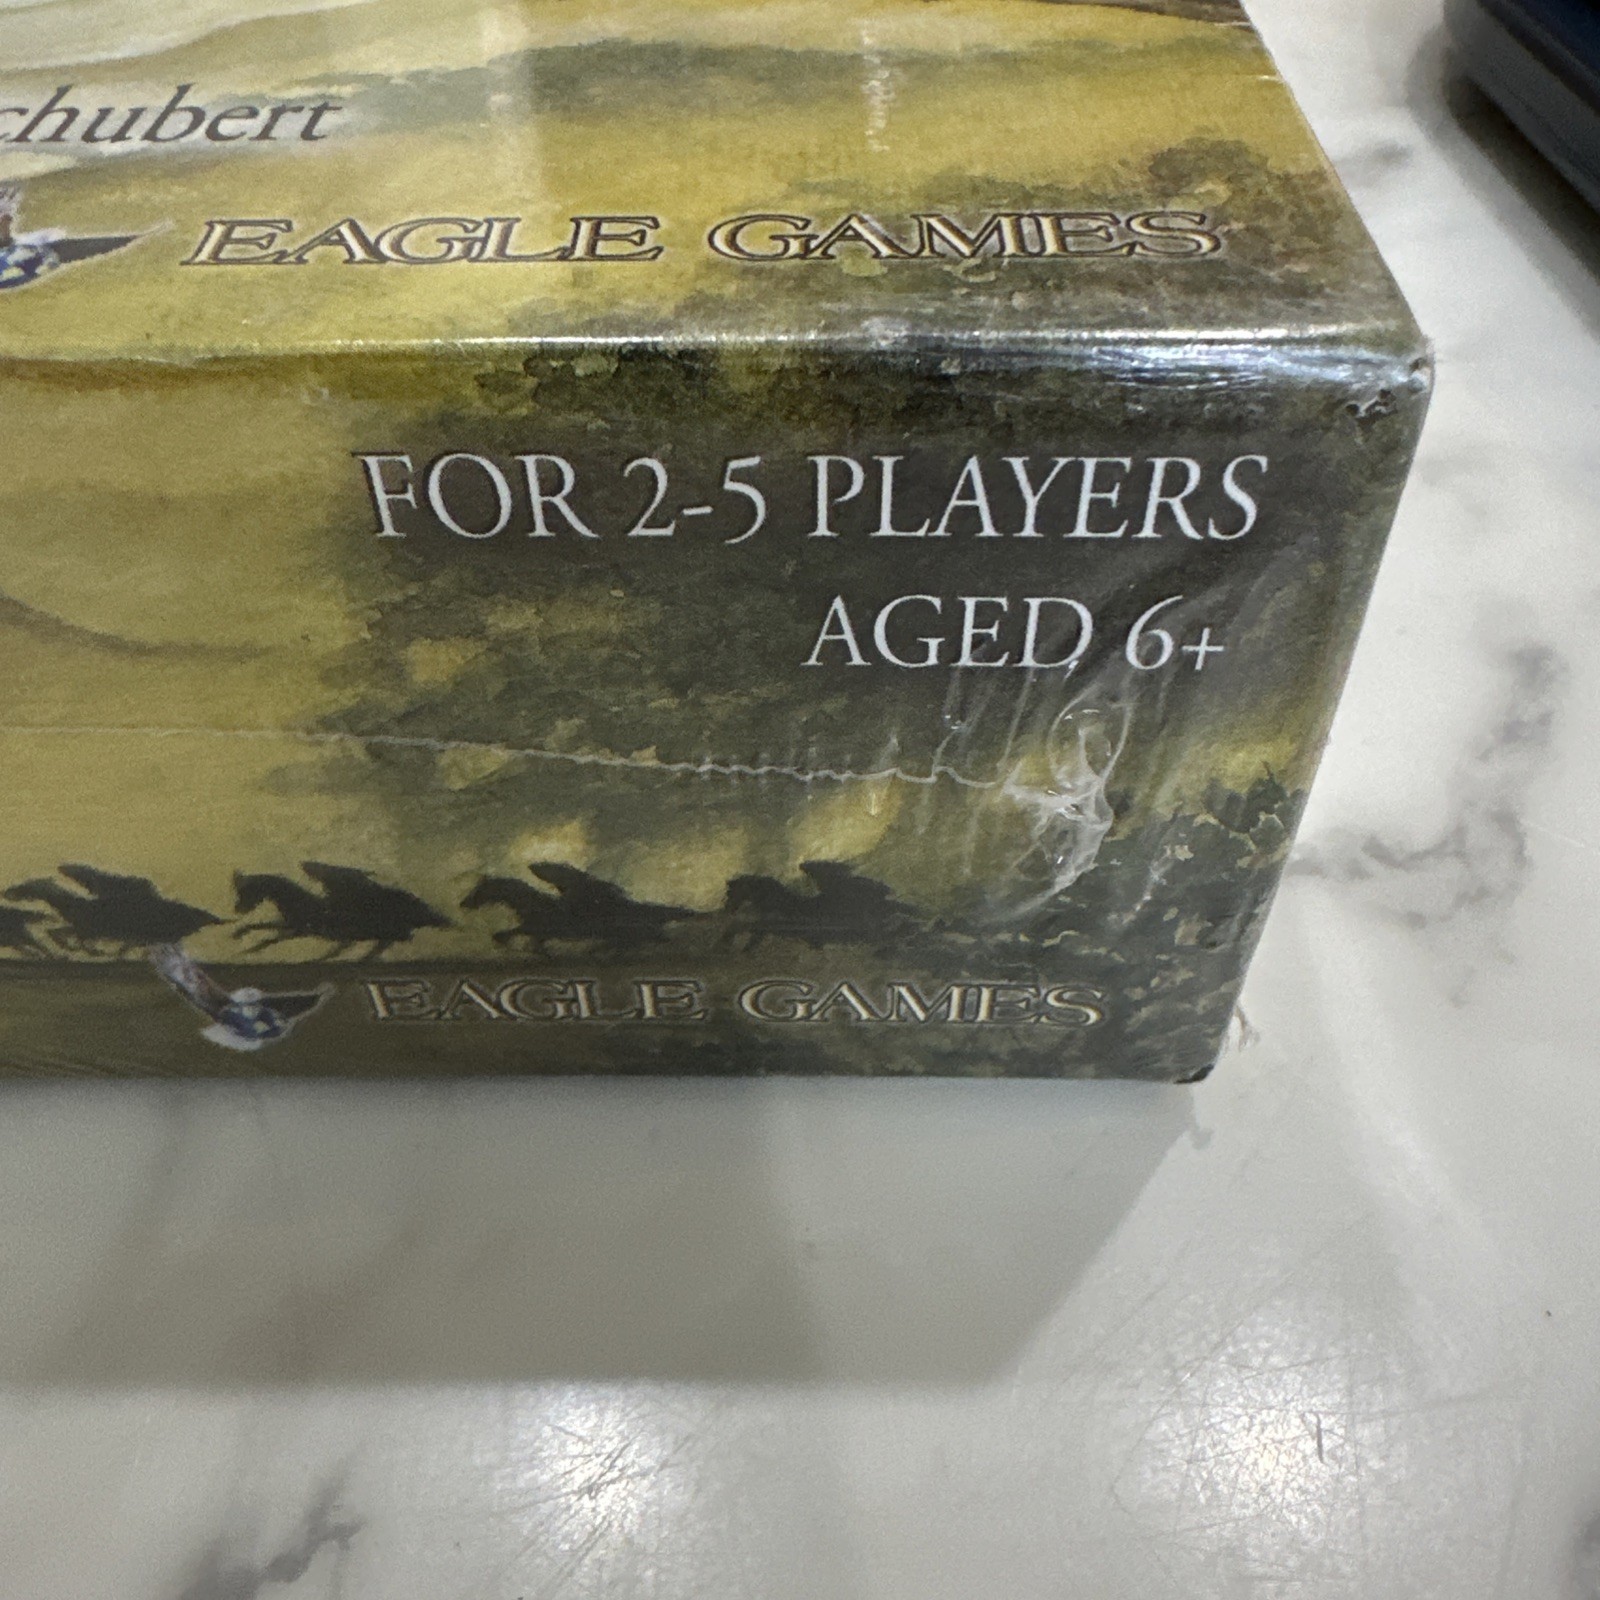 chubert
EAGLE GAMES
FOR 2-5 PLAYERS
AGED 6+
EAGLE GAMES